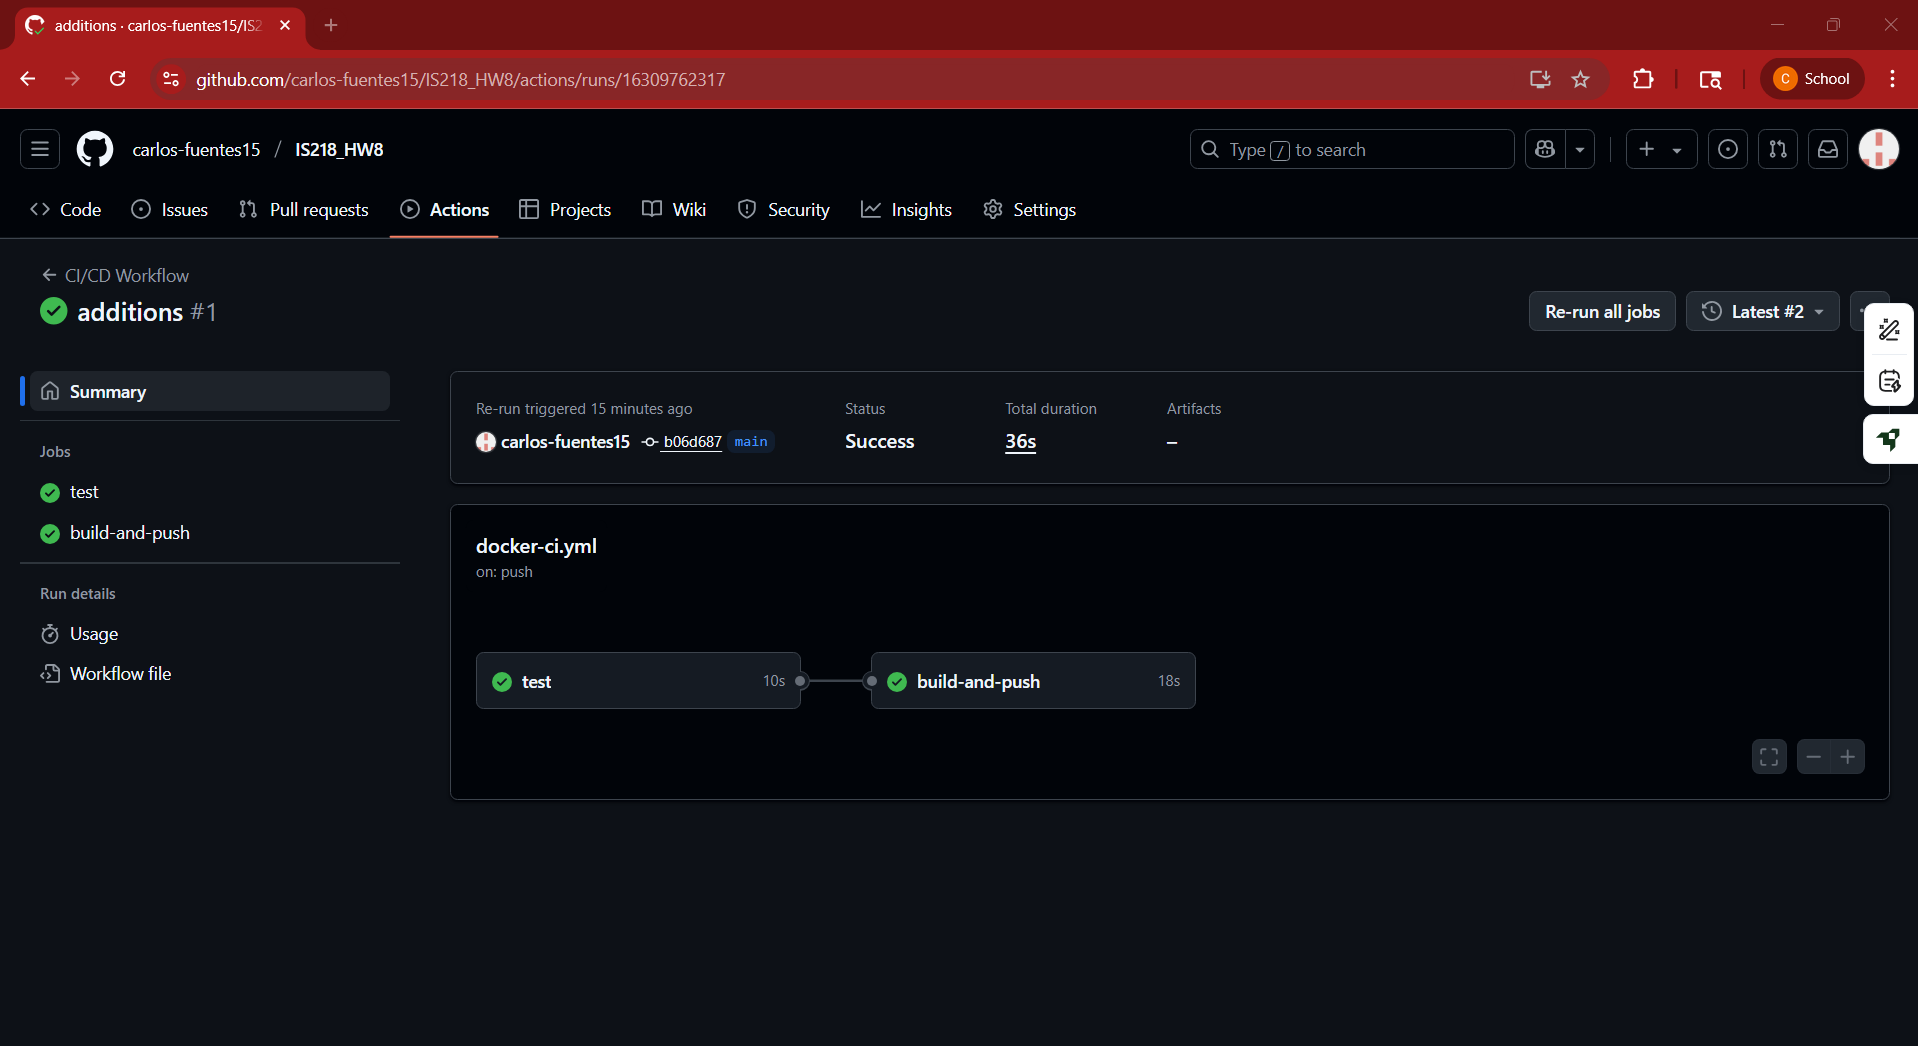 additions · carlos-fuentes15/IS2
github.com/carlos-fuentes15/IS218_HW8/actions/runs/16309762317
C School
carlos-fuentes15 / IS218_HW8
Type / to search
Code Issues Pull requests Actions Projects Wiki Security Insights Settings
CI/CD Workflow
additions #1
Re-run all jobs
Latest #2
Summary
Jobs
test
build-and-push
Run details
Usage
Workflow file
Re-run triggered 15 minutes ago
carlos-fuentes15 b06d687 main
Status
Success
Total duration
36s
Artifacts
–
docker-ci.yml
on: push
test 10s
build-and-push 18s